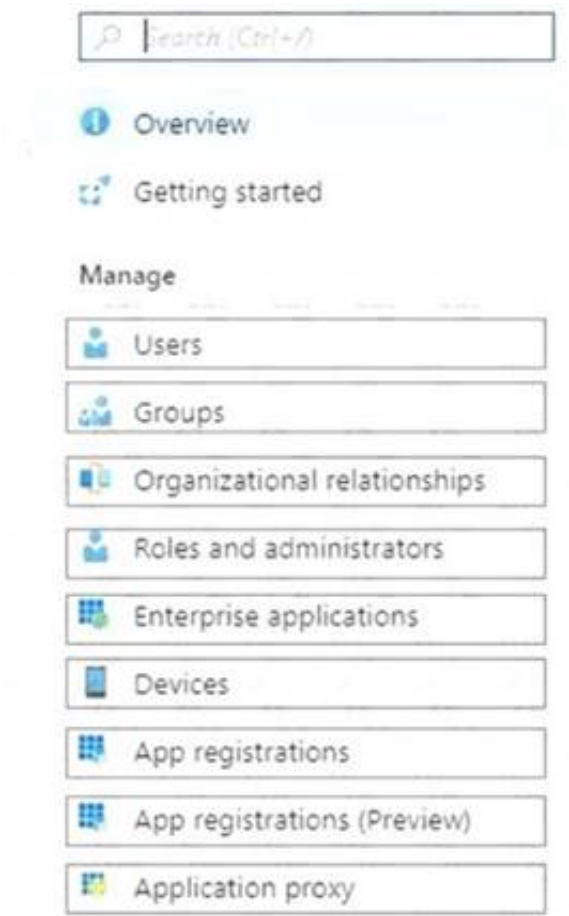 Search (Ctrl+/)
Overview
Getting started
Manage
Users
Groups
Organizational relationships
Roles and administrators
Enterprise applications
Devices
App registrations
App registrations (Preview)
Application proxy